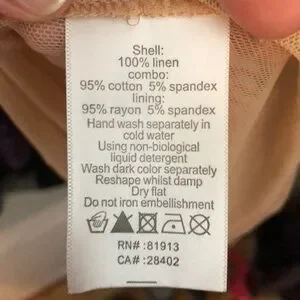 Shell:
100% linen
combo:
95% cotton 5% spandex
lining:
95% rayon 5% spandex
Hand wash separately in
cold water
Using non-biological
liquid detergent
Wash dark color separately
Reshape whilst damp
Dry flat
Do not iron embellishment
RN#:81913
CA#:28402